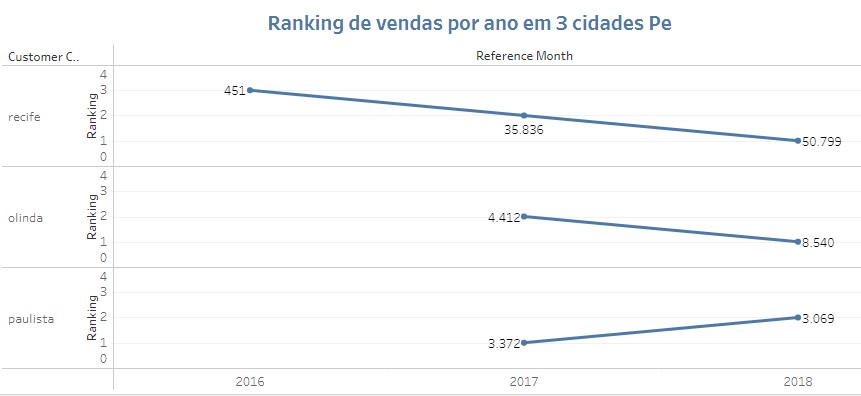 Ranking de vendas por ano em 3 cidades Pe
Customer C.. Reference Month
recife
Ranking
4
3
2
1
0
451
35.836
50.799
olinda
Ranking
4
3
2
1
0
4.412
8.540
paulista
Ranking
4
3
2
1
0
3.372
3.069
2016 2017 2018